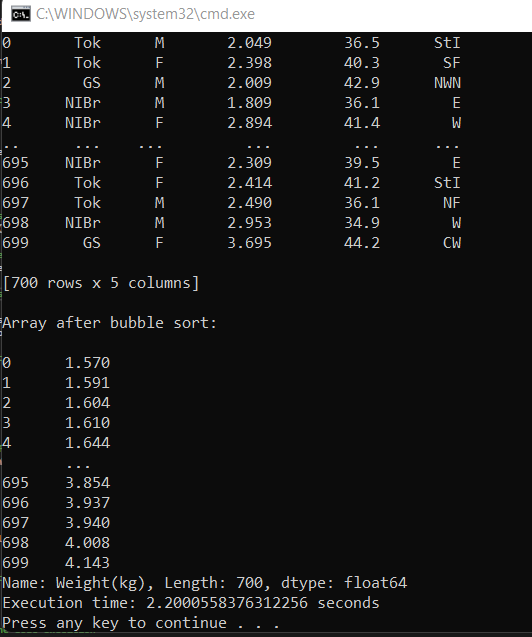 C:\WINDOWS\system32\cmd.exe
0 Tok M 2.049 36.5 StI
1 Tok F 2.398 40.3 SF
2 GS M 2.009 42.9 NWN
3 NIBr M 1.809 36.1 E
4 NIBr F 2.894 41.4 W
.. ... ... ... ... ...
695 NIBr F 2.309 39.5 E
696 Tok F 2.414 41.2 StI
697 Tok M 2.490 36.1 NF
698 NIBr M 2.953 34.9 W
699 GS F 3.695 44.2 CW
[700 rows x 5 columns]
Array after bubble sort:
0 1.570
1 1.591
2 1.604
3 1.610
4 1.644
...
695 3.854
696 3.937
697 3.940
698 4.008
699 4.143
Name: Weight(kg), Length: 700, dtype: float64
Execution time: 2.2000558376312256 seconds
Press any key to continue . . .